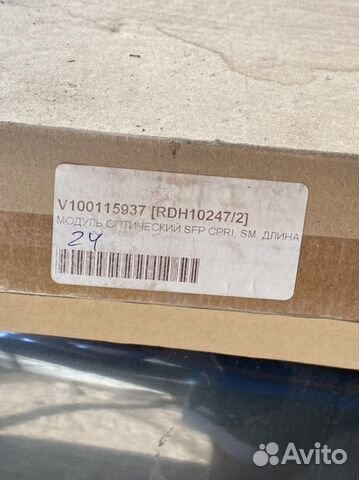 V100115937 [RDH10247/2]
МОДУЛЬ ОПТИЧЕСКИЙ SFP CPRI, SM, ДЛИНА
24
Avito